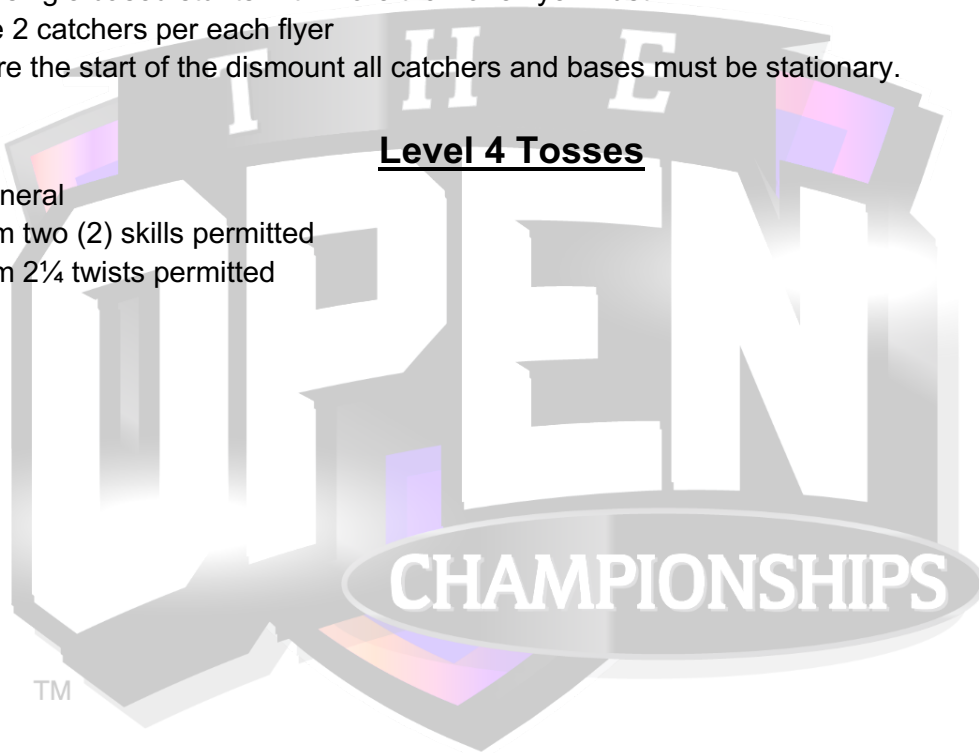 e 2 catchers per each flyer
re the start of the dismount all catchers and bases must be stationary.
Level 4 Tosses
neral
m two (2) skills permitted
m 2¼ twists permitted
THE
OPEN
CHAMPIONSHIPS
TM